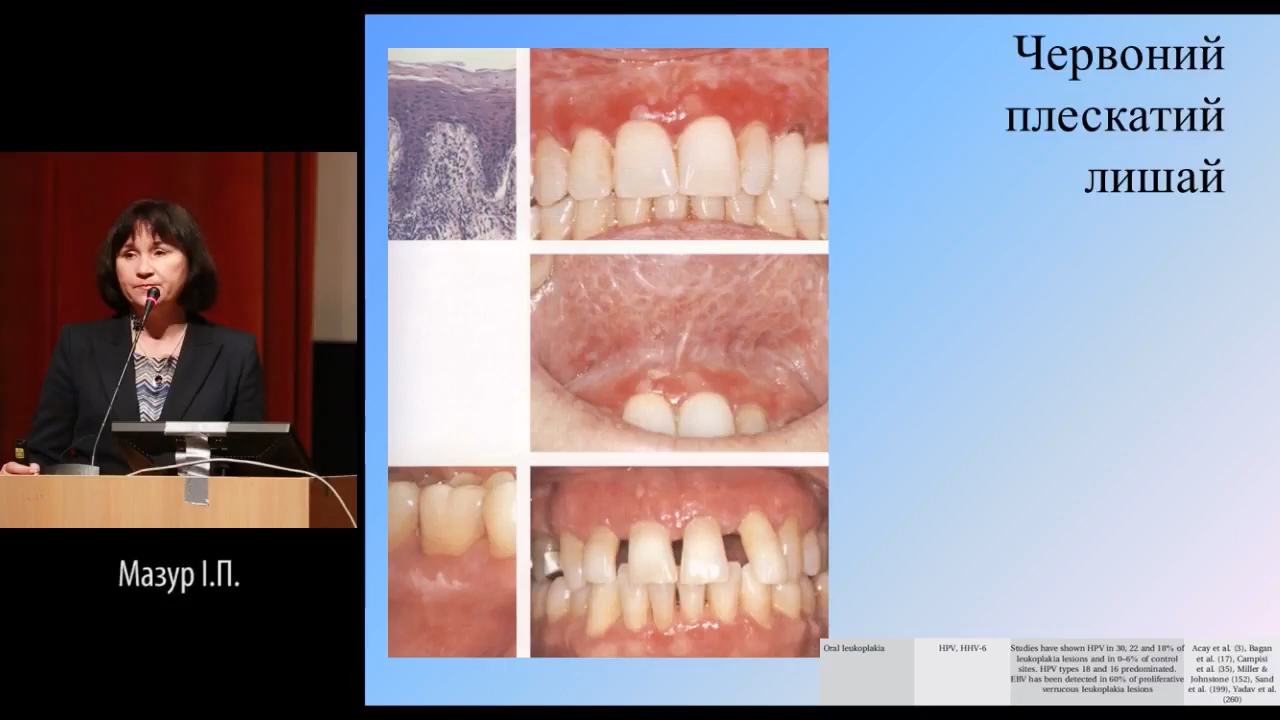 Червоний
плескатий
лишай
Мазур І.П.
Oral leukoplakia
HPV, HHV-6
Studies have shown HPV in 30, 22 and 18% of
leukoplakia lesions and in 0–6% of control
sites. HPV types 18 and 16 predominated.
EBV has been detected in 60% of proliferative
verrucous leukoplakia lesions
Acay et al. (3), Bagan
et al. (17), Campisi
et al. (35), Miller &
Johnstone (152), Sand
et al. (199), Yadav et al.
(260)